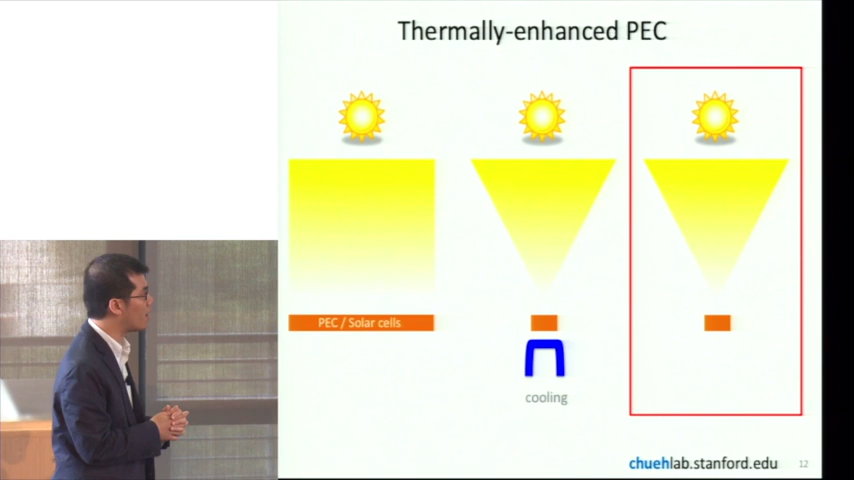 Thermally-enhanced PEC
PEC / Solar cells
cooling
chuehlab.stanford.edu 12